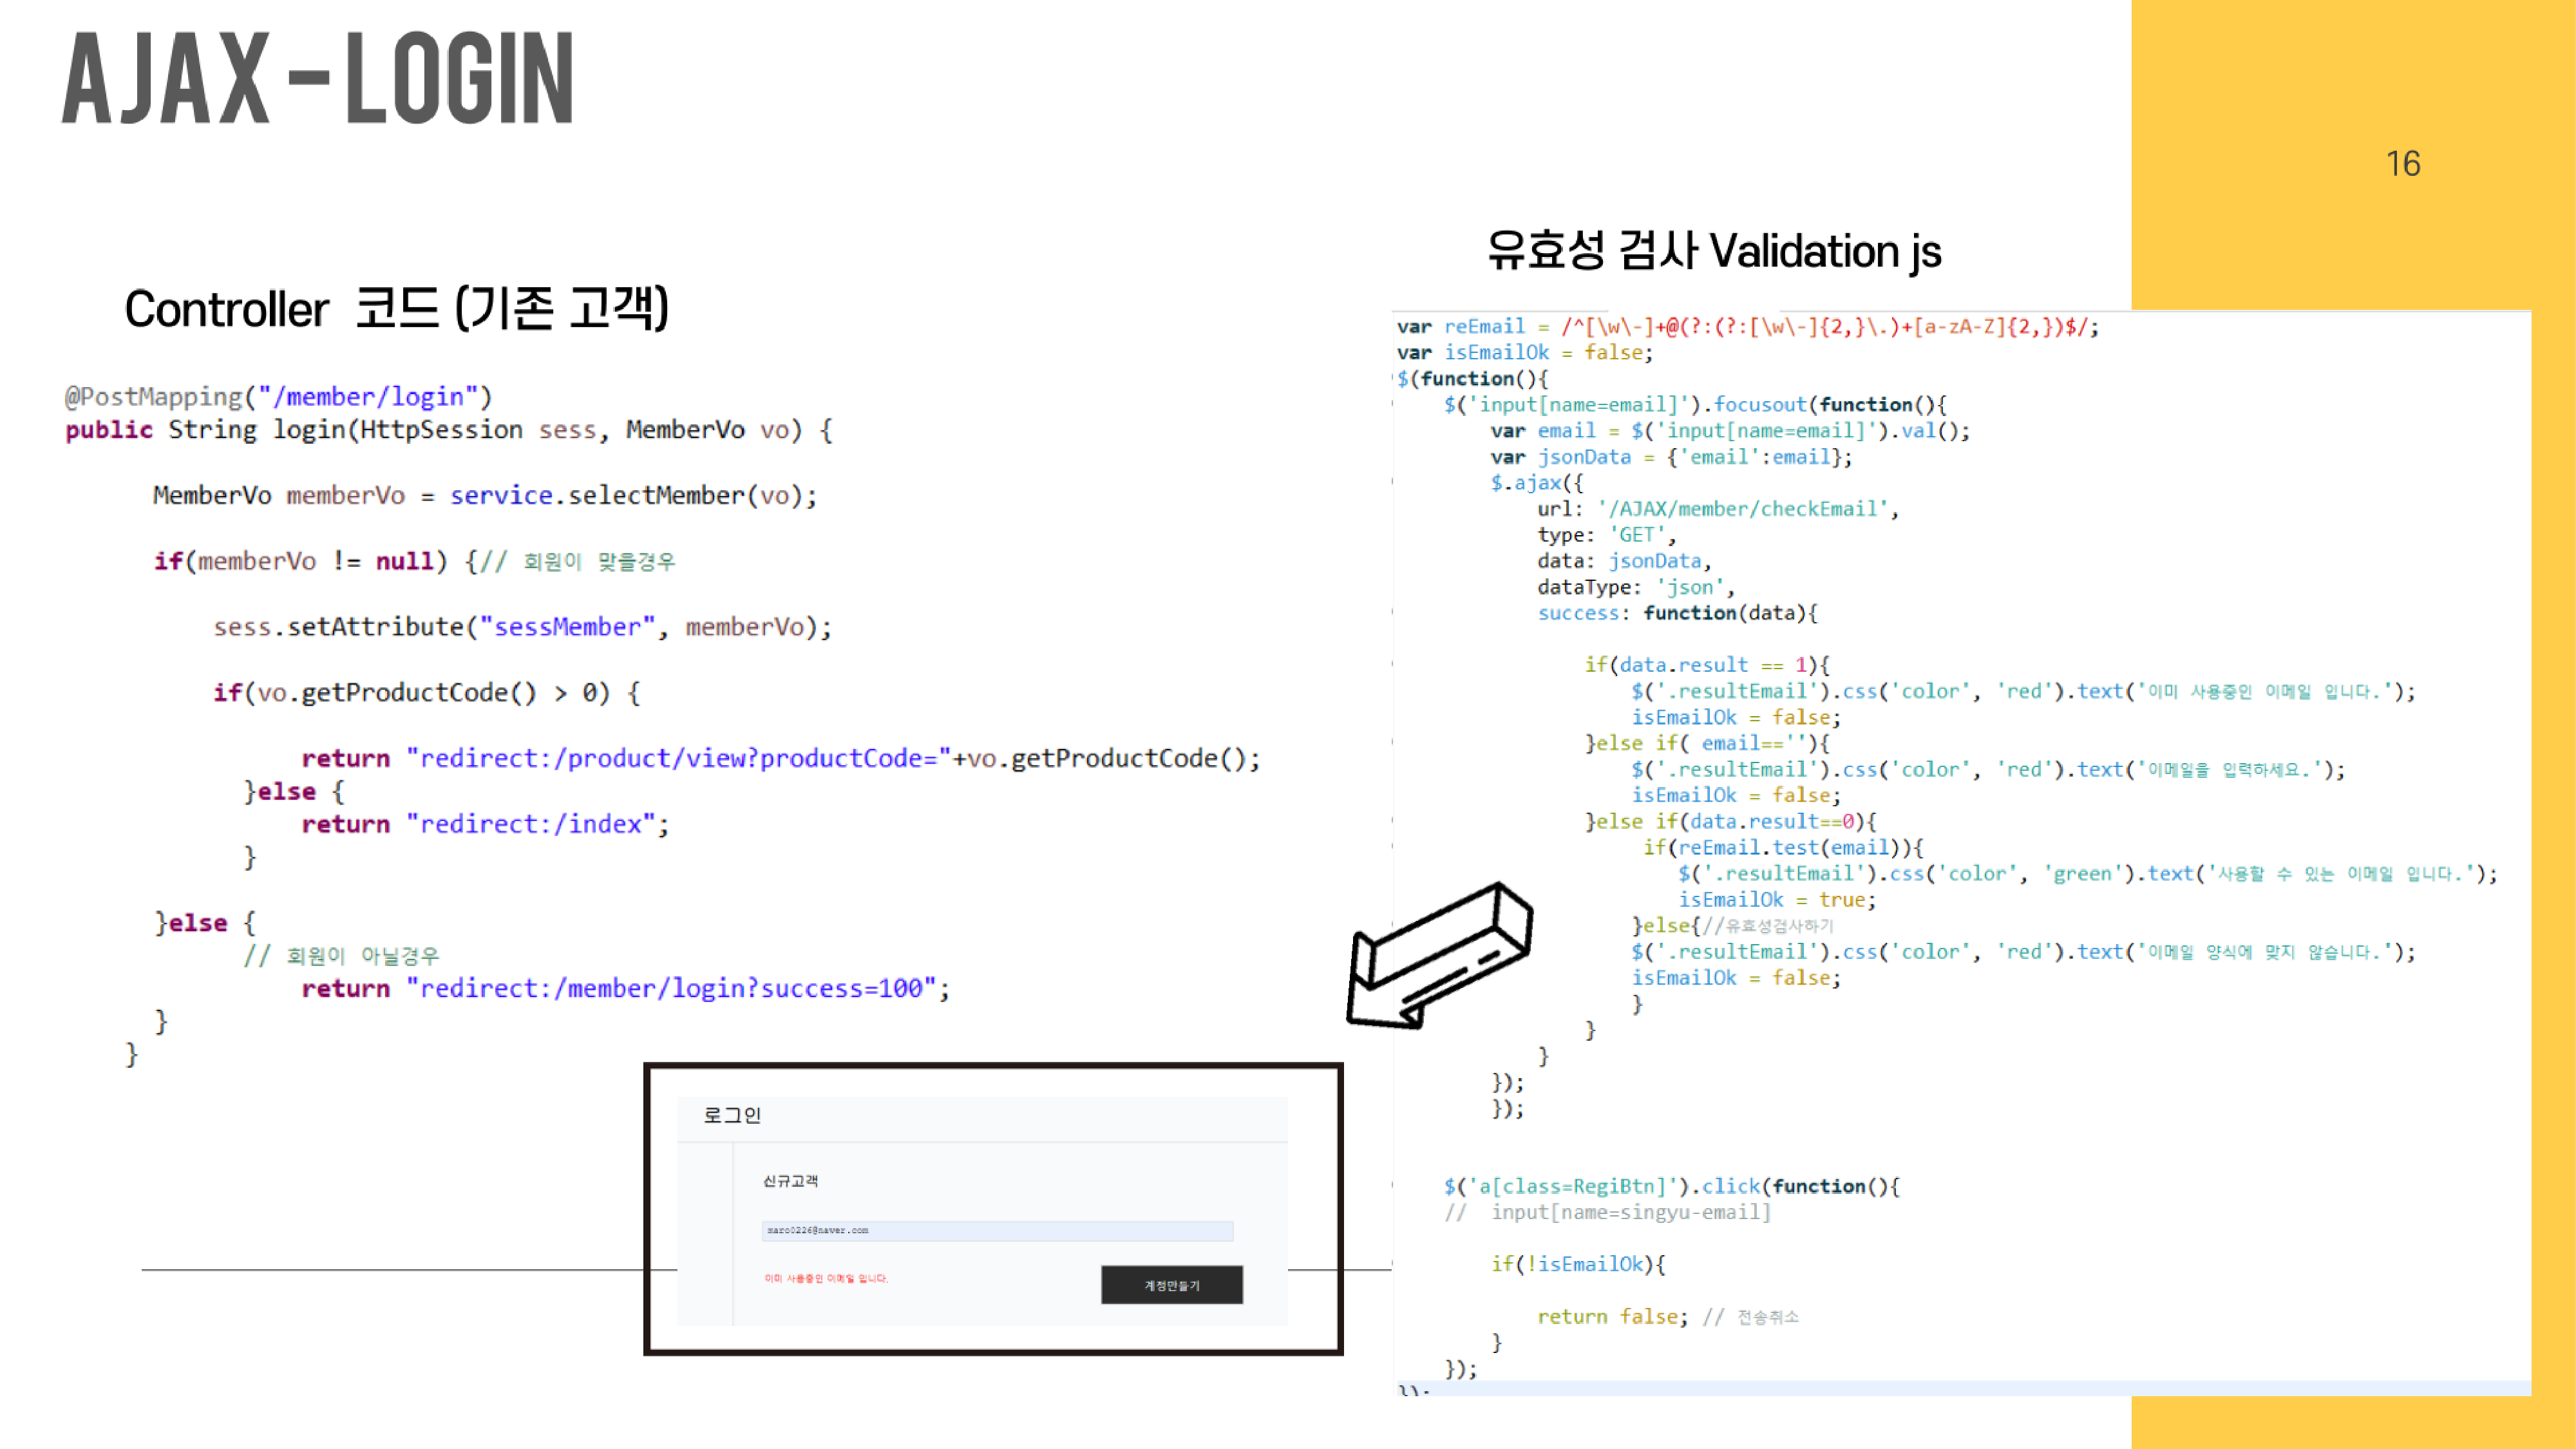 AJAX – LOGIN
16
Controller 코드 (기존 고객)
@PostMapping("/member/login")
public String login(HttpSession sess, MemberVo vo) {
MemberVo memberVo = service.selectMember(vo);
if(memberVo != null) {// 회원이 맞을경우
sess.setAttribute("sessMember", memberVo);
if(vo.getProductCode() > 0) {
return "redirect:/product/view?productCode="+vo.getProductCode();
}else {
return "redirect:/index";
}
}else {
// 회원이 아닐경우
return "redirect:/member/login?success=100";
}
}
로그인
신규고객
maro0226@naver.com
이미 사용중인 이메일 입니다.
계정만들기
유효성 검사 Validation js
var reEmail = /^[\w\-]+@(?:(?:[\w\-]{2,}\.)+[a-zA-Z]{2,})$/;
var isEmailOk = false;
$(function(){
$('input[name=email]').focusout(function(){
var email = $('input[name=email]').val();
var jsonData = {'email':email};
$.ajax({
url: '/AJAX/member/checkEmail',
type: 'GET',
data: jsonData,
dataType: 'json',
success: function(data){
if(data.result == 1){
$('.resultEmail').css('color', 'red').text('이미 사용중인 이메일 입니다.');
isEmailOk = false;
}else if( email==''){
$('.resultEmail').css('color', 'red').text('이메일을 입력하세요.');
isEmailOk = false;
}else if(data.result==0){
if(reEmail.test(email)){
$('.resultEmail').css('color', 'green').text('사용할 수 있는 이메일 입니다.');
isEmailOk = true;
}else{//유효성검사하기
$('.resultEmail').css('color', 'red').text('이메일 양식에 맞지 않습니다.');
isEmailOk = false;
}
}
}
});
});
$('a[class=RegiBtn]').click(function(){
// input[name=singyu-email]
if(!isEmailOk){
return false; // 전송취소
}
});
});